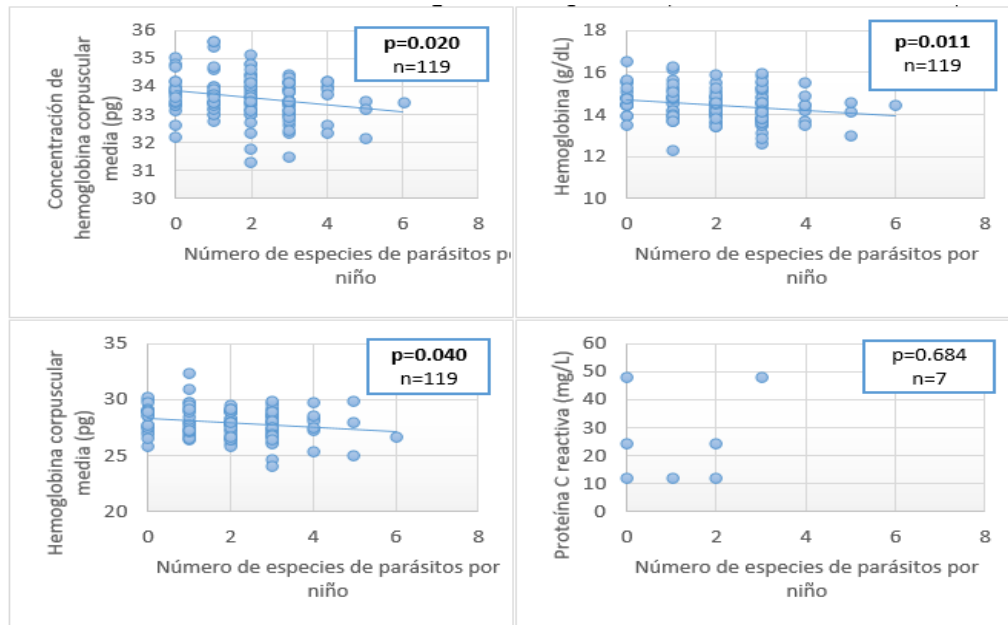 Concentración de
hemoglobina corpuscular
media (pg)
36
35
34
33
32
31
30
p=0.020
n=119
0 2 4 6 8
Número de especies de parásitos p
niño
Hemoglobina (g/dL)
18
16
14
12
10
p=0.011
n=119
0 2 4 6 8
Número de especies de parásitos por
niño
Hemoglobina corpuscular
media (pg)
35
30
25
20
p=0.040
n=119
0 2 4 6 8
Número de especies de parásitos por
niño
Proteína C reactiva (mg/L)
60
50
40
30
20
10
0
p=0.684
n=7
0 2 4 6 8
Número de especies de parásitos por
niño